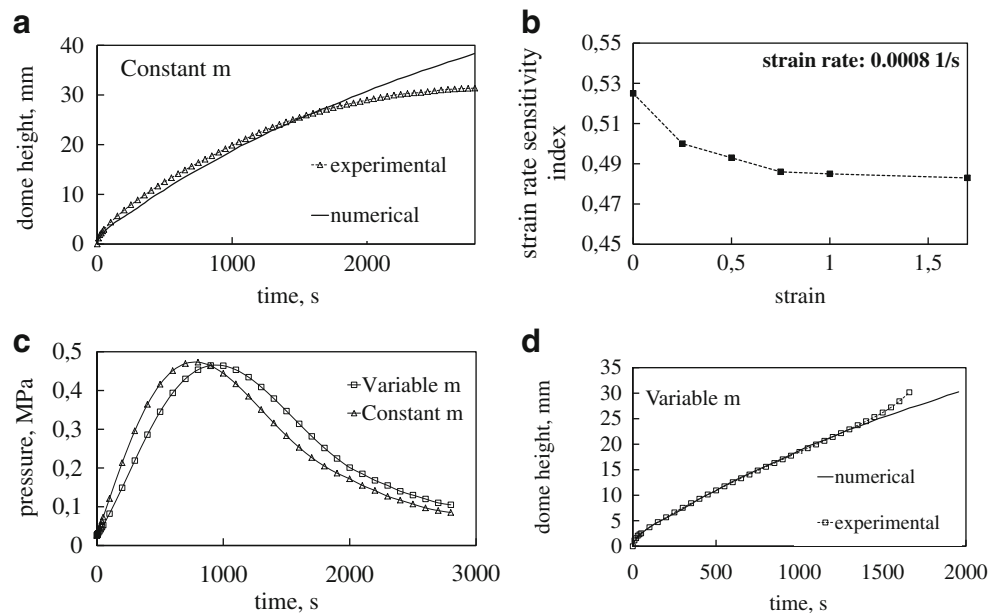 a
40
30
20
10
0
dome height, mm
Constant m
experimental
numerical
0
1000
2000
time, s
b
0,55
0,53
0,51
0,49
0,47
0,45
strain rate sensitivity
index
strain rate: 0.0008 1/s
0
0,5
1
1,5
strain
c
0,5
0,4
0,3
0,2
0,1
0
pressure, MPa
Variable m
Constant m
0
1000
2000
3000
time, s
d
35
30
25
20
15
10
5
0
dome height, mm
Variable m
numerical
experimental
0
500
1000
1500
2000
time, s